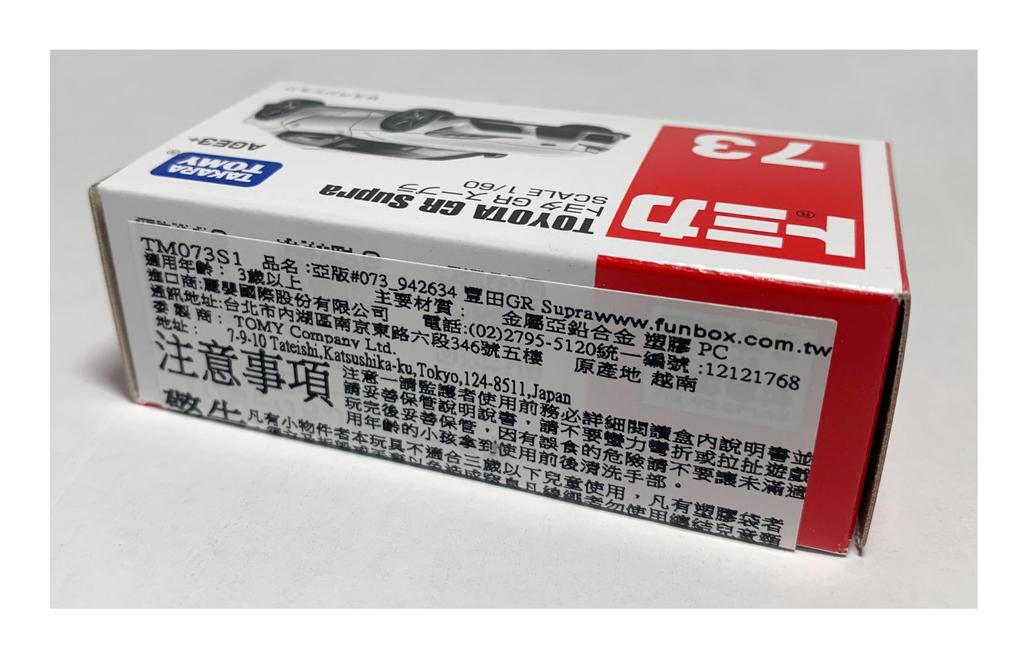 サスペンション
AGE3+
TAKARA TOMY®
TOYOTA GR Supra
トヨタ GR スープラ
SCALE 1/60
73
トミカ®
TM073S1 品名:亞版#073_942634 豐田GR Supra www.funbox.com.tw
適用年齡: 3歲以上 主要材質: 金屬亞鉛合金 塑膠 PC
進口商:麗嬰國際股份有限公司 電話:(02)2795-5120 統一編號:12121768
通訊地址:台北市內湖區南京東路六段346號五樓 原產地 越南
委製商: TOMY Company Ltd.
地址: 7-9-10 Tateishi,Katsushika-ku,Tokyo,124-8511,Japan
注意事項
注意—請監護者使用前務必詳細閱讀盒內說明書並
請妥善保管說明說書,請不要彎力彎折或拉扯遊戲
玩完後妥善保管,因有誤食的危險請不要讓未滿適
用年齡的小孩拿到使用前後清洗手部。
警告 凡有小物件者本玩具不適合三歲以下兒童使用,凡有塑膠袋者